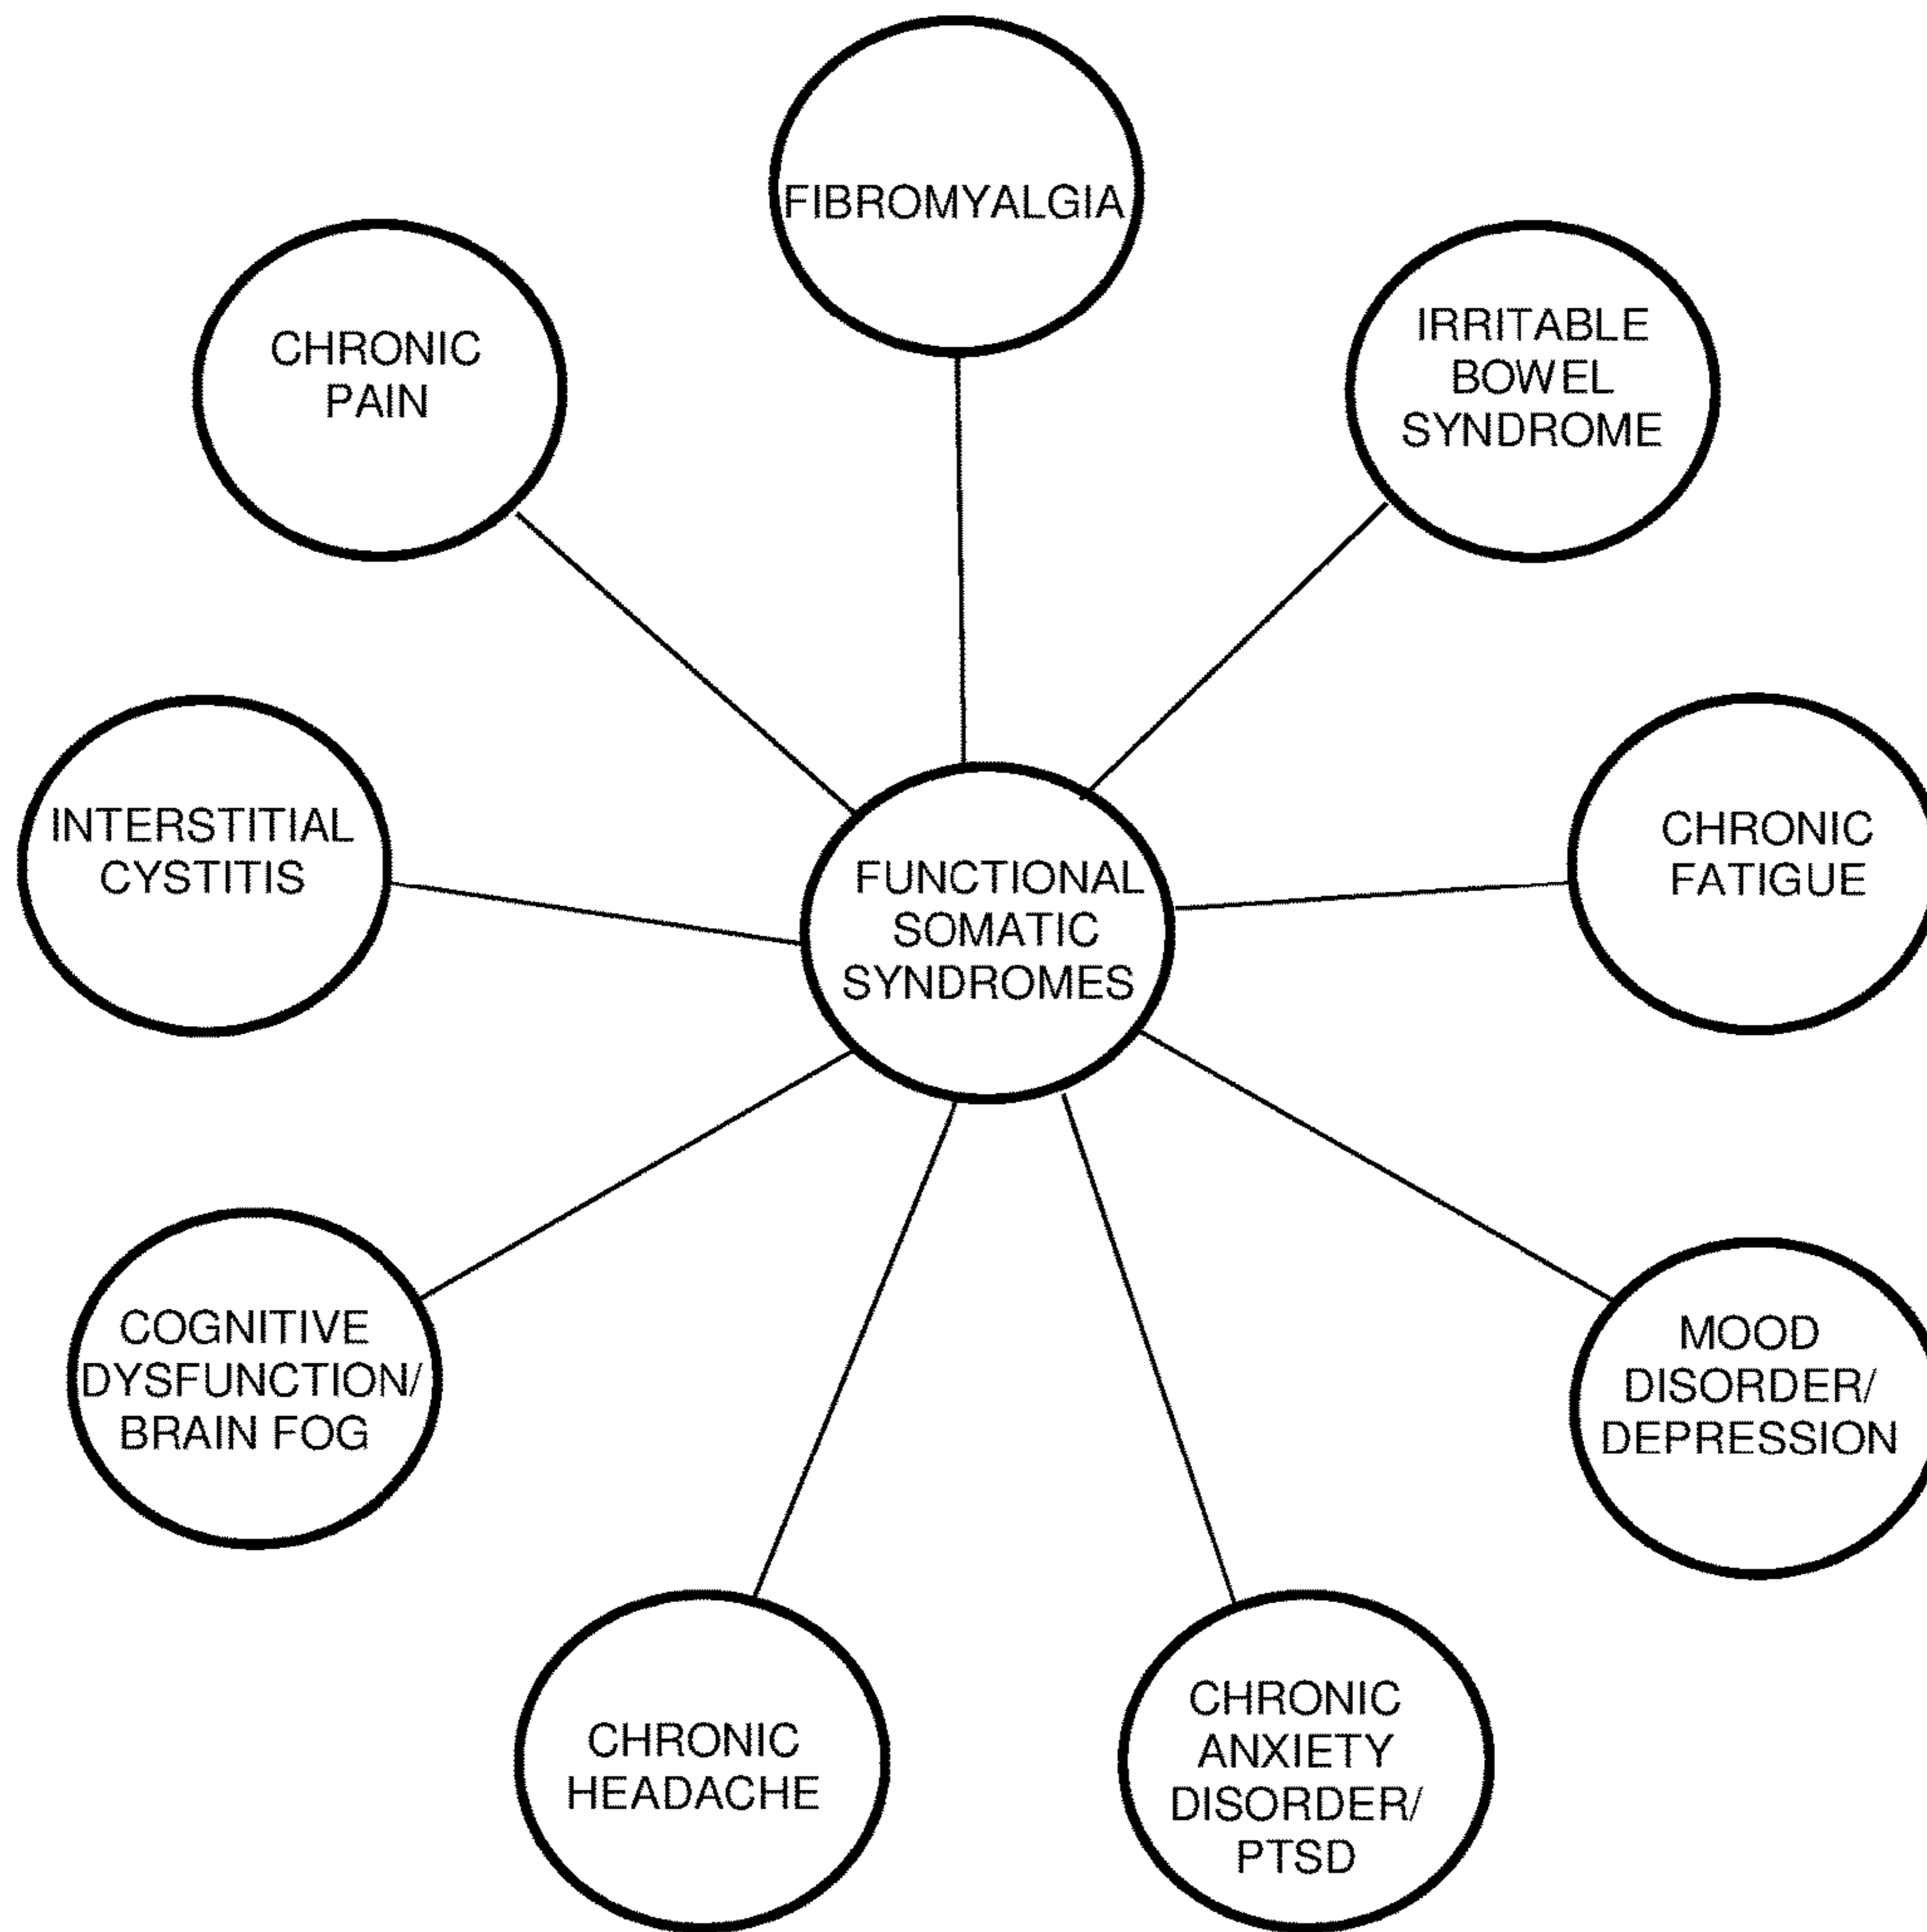 FIBROMYALGIA
CHRONIC
PAIN
IRRITABLE
BOWEL
SYNDROME
INTERSTITIAL
CYSTITIS
CHRONIC
FATIGUE
FUNCTIONAL
SOMATIC
SYNDROMES
COGNITIVE
DYSFUNCTION/
BRAIN FOG
MOOD
DISORDER/
DEPRESSION
CHRONIC
HEADACHE
CHRONIC
ANXIETY
DISORDER/
PTSD